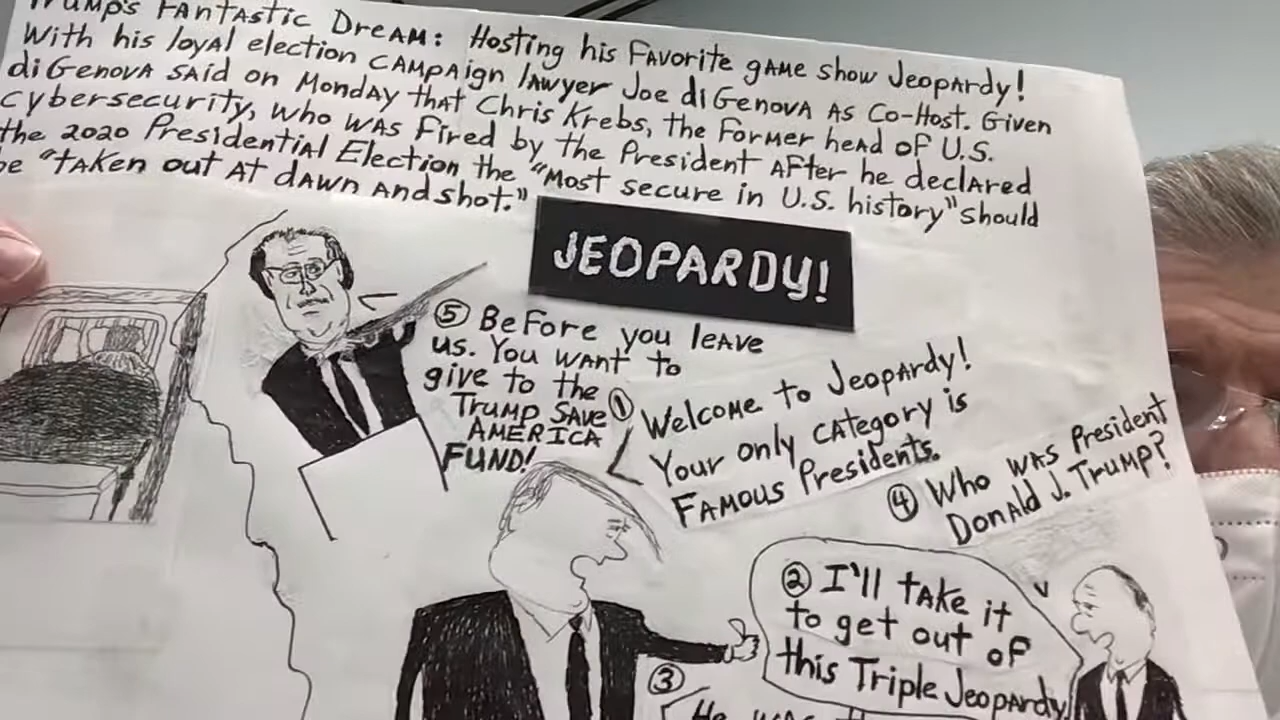 Trump's Fantastic Dream: Hosting his Favorite game show Jeopardy!
With his loyal election campaign lawyer Joe diGenova as Co-Host. Given
diGenova said on Monday that Chris Krebs, the Former head of U.S.
Cybersecurity, who was fired by the President after he declared
the 2020 Presidential Election the "Most secure in U.S. history" should
be "taken out at dawn and shot."
JEOPARDY!
⑤ Before you leave
us. You want to
give to the
Trump Save
AMERICA
FUND!
① Welcome to Jeopardy!
Your only category is
Famous Presidents.
④ Who was President
Donald J. Trump?
② I'll take it
to get out of
this Triple Jeopardy
③
He was